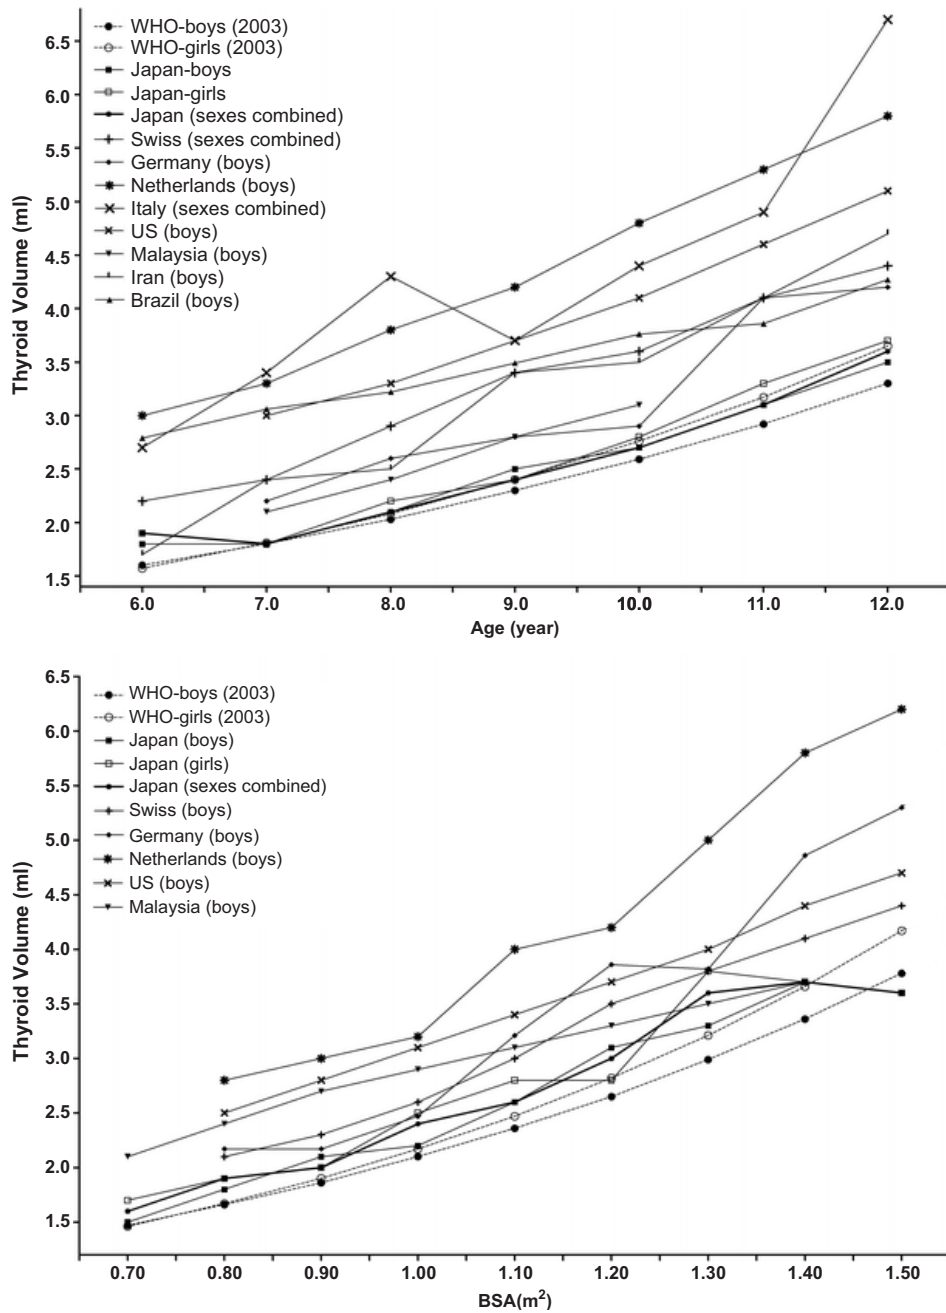 6.5
6.0
5.5
5.0
4.5
4.0
3.5
3.0
2.5
2.0
1.5
Thyroid Volume (ml)
WHO-boys (2003)
WHO-girls (2003)
Japan-boys
Japan-girls
Japan (sexes combined)
Swiss (sexes combined)
Germany (boys)
Netherlands (boys)
Italy (sexes combined)
US (boys)
Malaysia (boys)
Iran (boys)
Brazil (boys)
6.0 7.0 8.0 9.0 10.0 11.0 12.0
Age (year)
6.5
6.0
5.5
5.0
4.5
4.0
3.5
3.0
2.5
2.0
1.5
Thyroid Volume (ml)
WHO-boys (2003)
WHO-girls (2003)
Japan (boys)
Japan (girls)
Japan (sexes combined)
Swiss (boys)
Germany (boys)
Netherlands (boys)
US (boys)
Malaysia (boys)
0.70 0.80 0.90 1.00 1.10 1.20 1.30 1.40 1.50
BSA(m²)